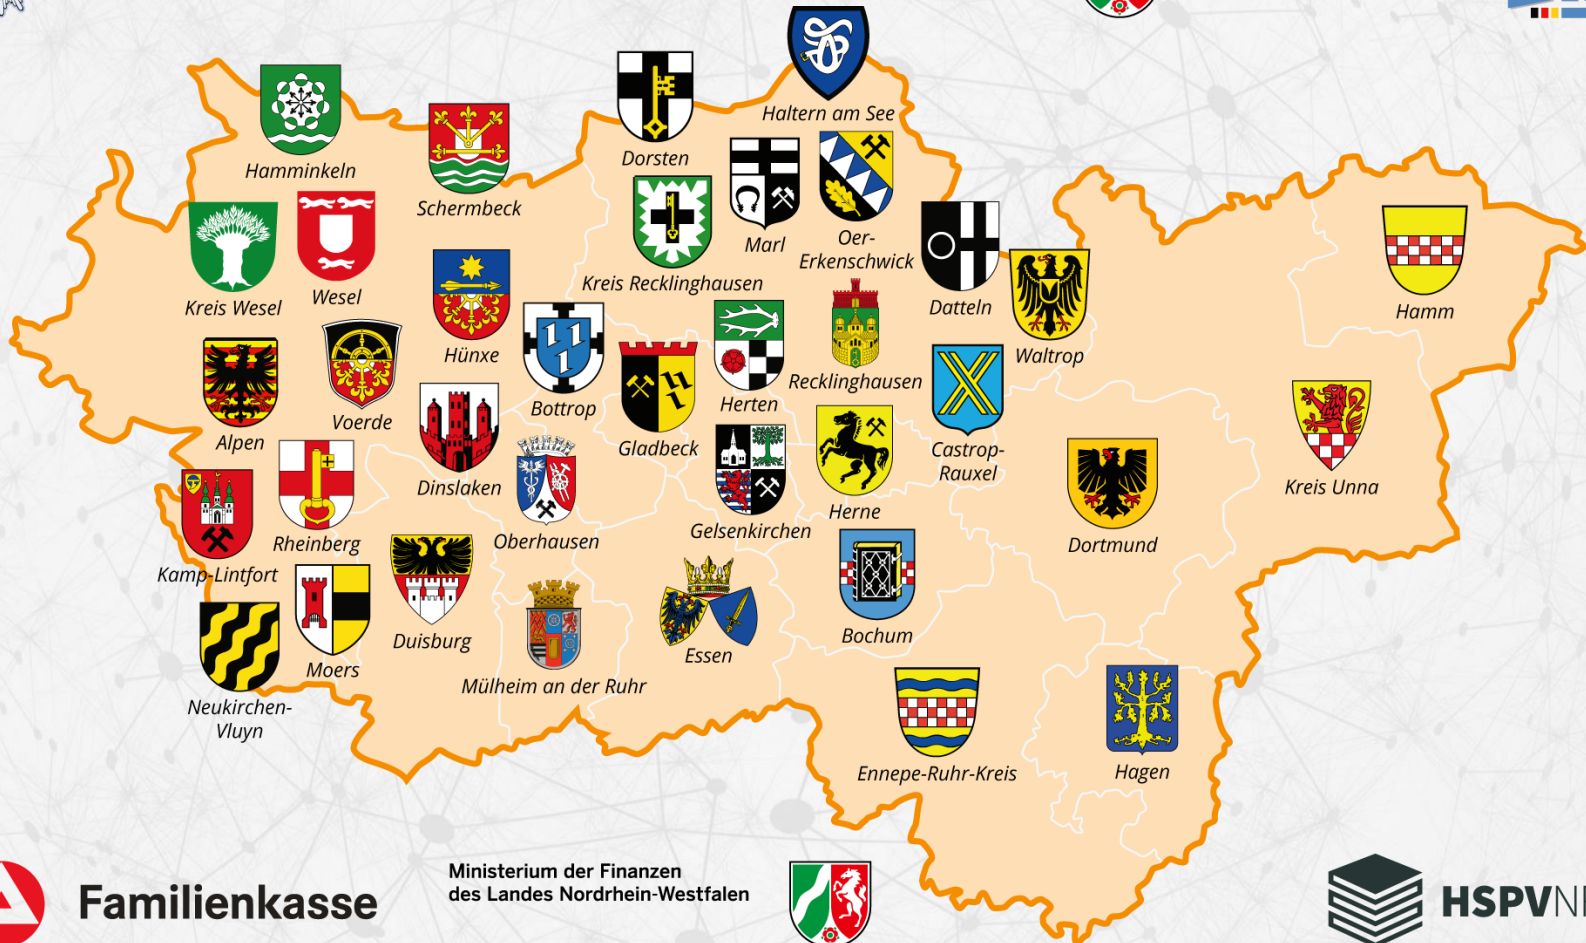 Haltern am See
Dorsten
Hamminkeln
Schermbeck
Marl
Oer-
Erkenschwick
Kreis Recklinghausen
Kreis Wesel
Wesel
Datteln
Hamm
Hünxe
Waltrop
Recklinghausen
Bottrop
Herten
Voerde
Alpen
Gladbeck
Castrop-
Rauxel
Kreis Unna
Dinslaken
Herne
Gelsenkirchen
Oberhausen
Rheinberg
Dortmund
Kamp-Lintfort
Duisburg
Bochum
Essen
Moers
Mülheim an der Ruhr
Neukirchen-
Vluyn
Ennepe-Ruhr-Kreis
Hagen
Ministerium der Finanzen
des Landes Nordrhein-Westfalen
Familienkasse